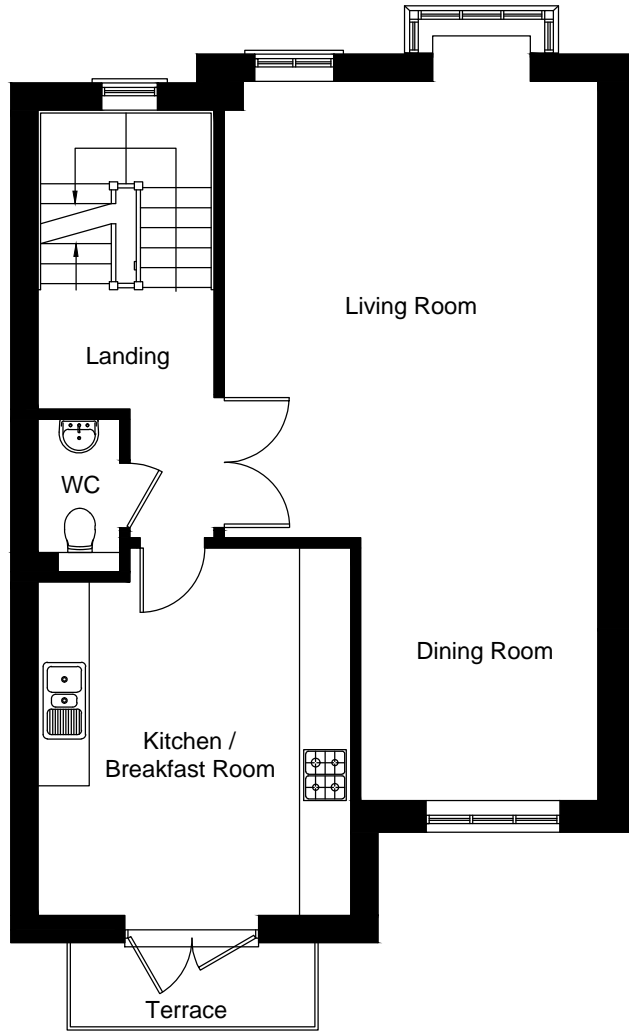 Living Room
Landing
WC
Dining Room
Kitchen /
Breakfast Room
Terrace